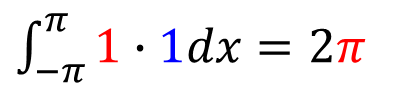 ∫_{-π}^{π} 1 · 1dx = 2π